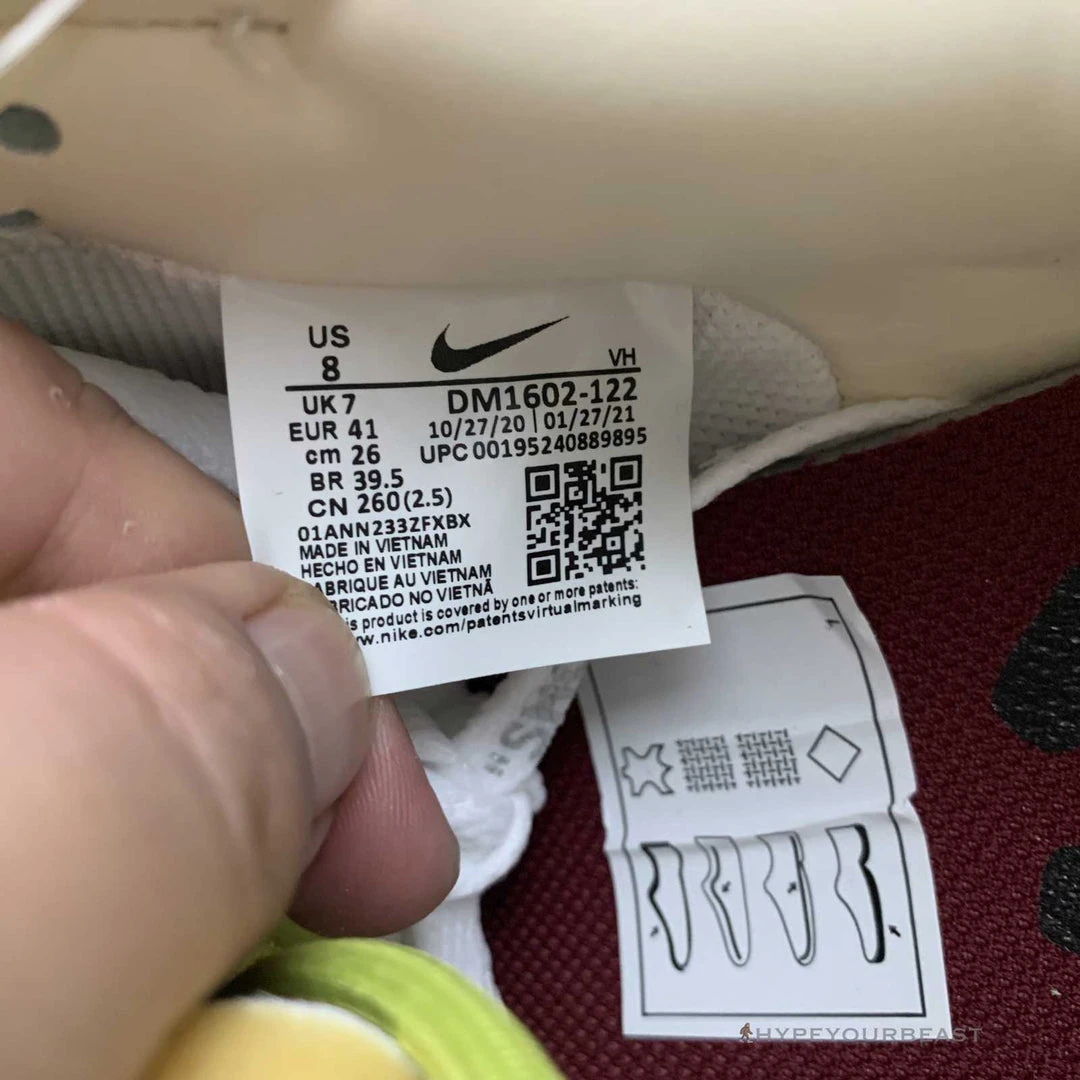 US
8
VH
UK 7
DM1602-122
EUR 41
10/27/20 | 01/27/21
cm 26
UPC 00195240889895
BR 39.5
CN 260 (2.5)
01ANN233ZFXBX
MADE IN VIETNAM
HECHO EN VIETNAM
ABRIQUE AU VIETNAM
RICADO NO VIETNÃ
is product is covered by one or more patents:
w.nike.com/patentsvirtualmarking
HYPEYOURBEAST